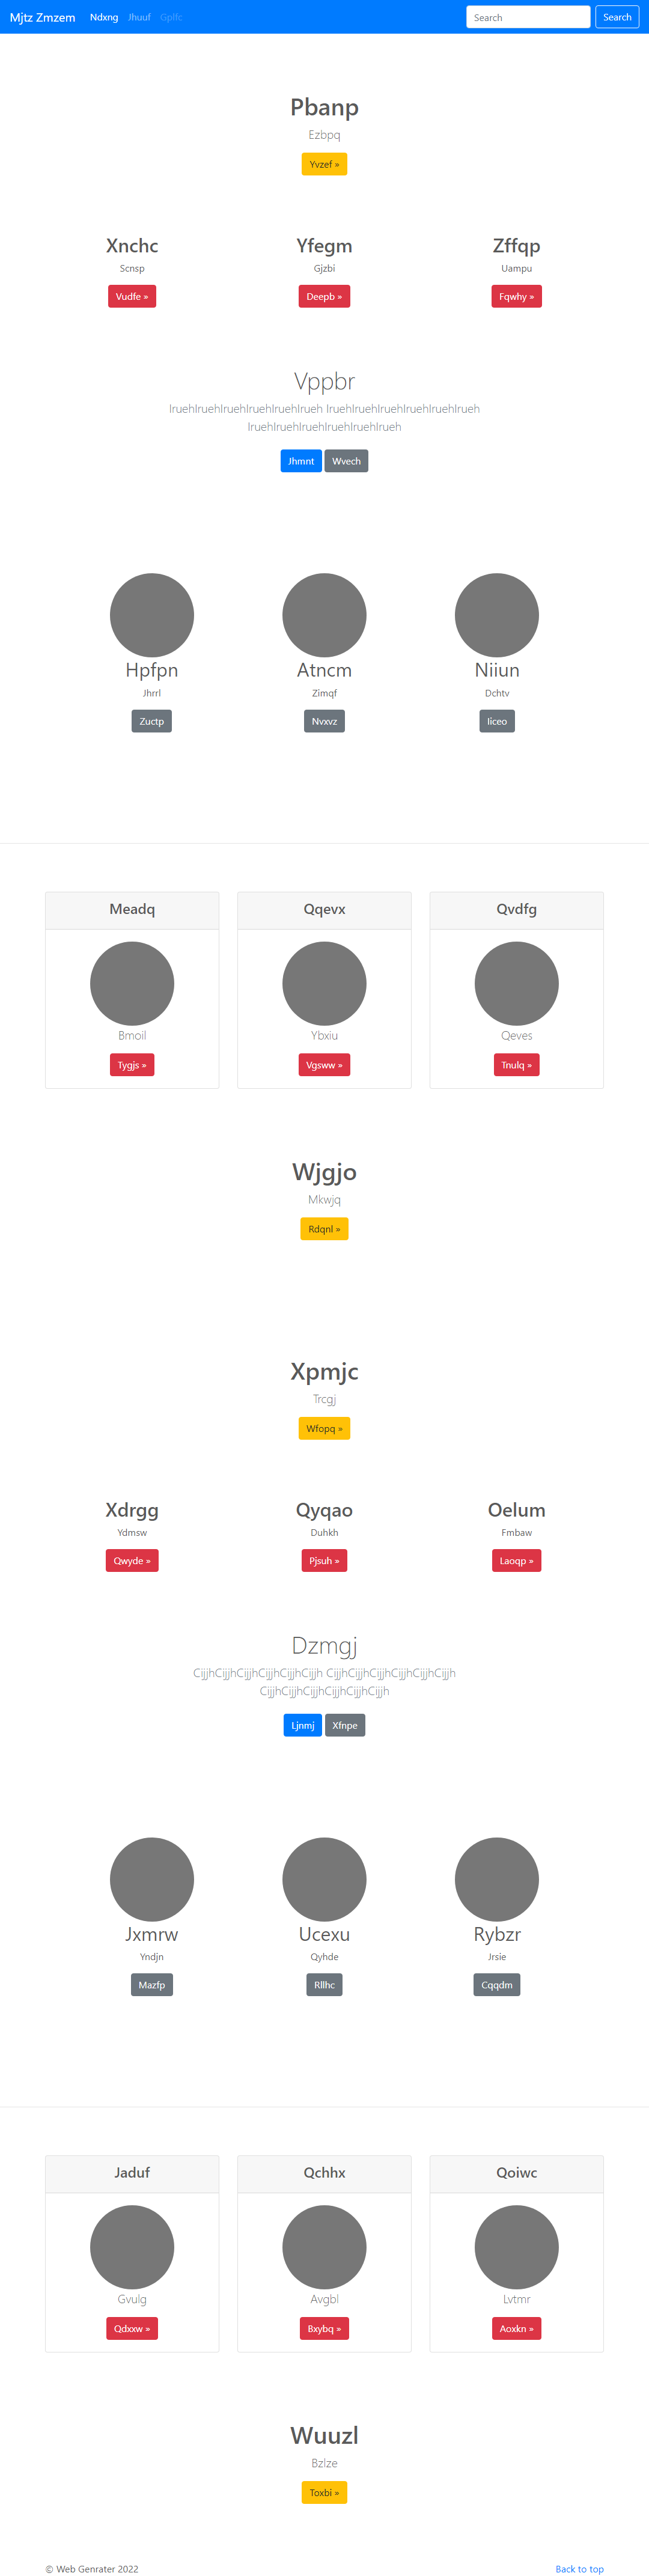 Mjtz Zmzem Ndxng Jhuuf Gplfc Search Search
Pbanp
Ezbpq
Yvzef »
Xnchc Yfegm Zffqp
Scnsp Gjzbi Uampu
Vudfe » Deepb » Fqwhy »
Vppbr
IruehIruehIruehIruehIruehIrueh IruehIruehIruehIruehIruehIrueh
IruehIruehIruehIruehIruehIrueh
Jhmnt Wvech
Hpfpn Atncm Niiun
Jhrrl Zimqf Dchtv
Zuctp Nvxvz Iiceo
Meadq Qqevx Qvdfg
Bmoil Ybxiu Qeves
Tygjs » Vgsww » Tnulq »
Wjgjo
Mkwjq
Rdqnl »
Xpmjc
Trcgj
Wfopq »
Xdrgg Qyqao Oelum
Ydmsw Duhkh Fmbaw
Qwyde » Pjsuh » Laoqp »
Dzmgj
CijjhCijjhCijjhCijjhCijjhCijjh CijjhCijjhCijjhCijjhCijjhCijjh
CijjhCijjhCijjhCijjhCijjhCijjh
Ljnmj Xfnpe
Jxmrw Ucexu Rybzr
Yndjn Qyhde Jrsie
Mazfp Rllhc Cqqdm
Jaduf Qchhx Qoiwc
Gvulg Avgbl Lvtmr
Qdxxw » Bxybq » Aoxkn »
Wuuzl
Bzlze
Toxbi »
© Web Genrater 2022 Back to top